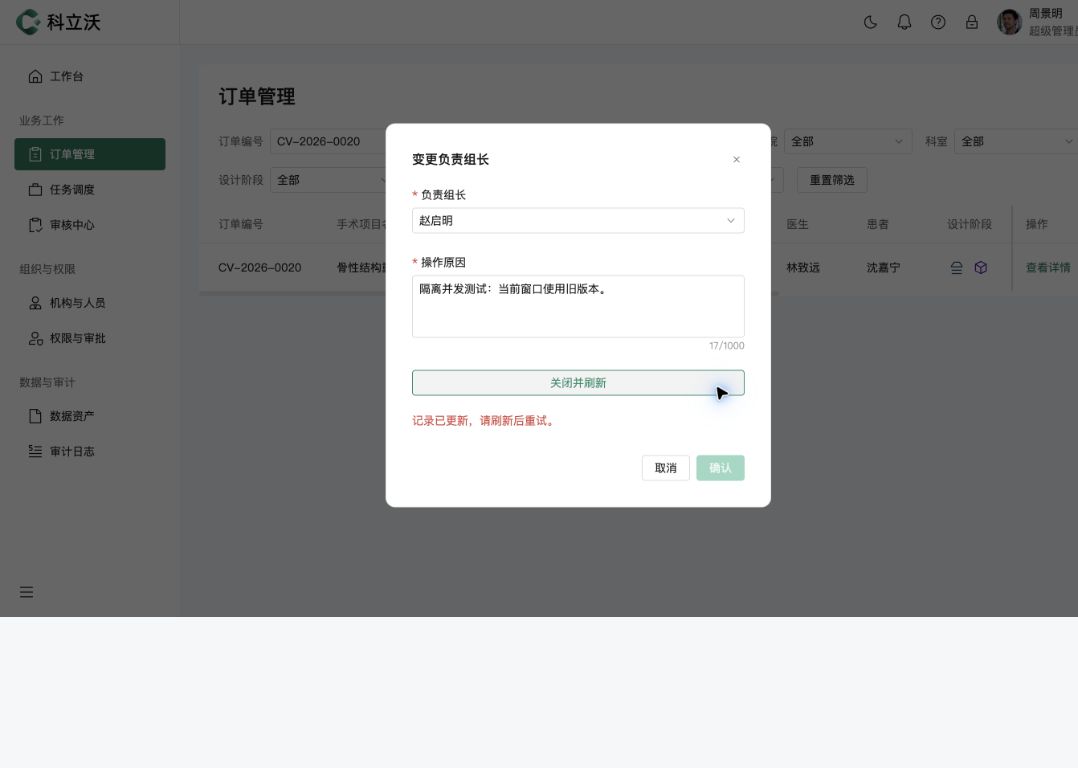 科立沃
周景明
超级管理
工作台
业务工作
订单管理
任务调度
审核中心
组织与权限
机构与人员
权限与审批
数据与审计
数据资产
审计日志
订单管理
订单编号 CV-2026-0020 院 全部 科室 全部
设计阶段 全部 重置筛选
订单编号 手术项目 医生 患者 设计阶段 操作
CV-2026-0020 骨性结构 林致远 沈嘉宁 查看详情
变更负责组长 ×
* 负责组长
赵启明
* 操作原因
隔离并发测试：当前窗口使用旧版本。
17/1000
关闭并刷新
记录已更新，请刷新后重试。
取消 确认